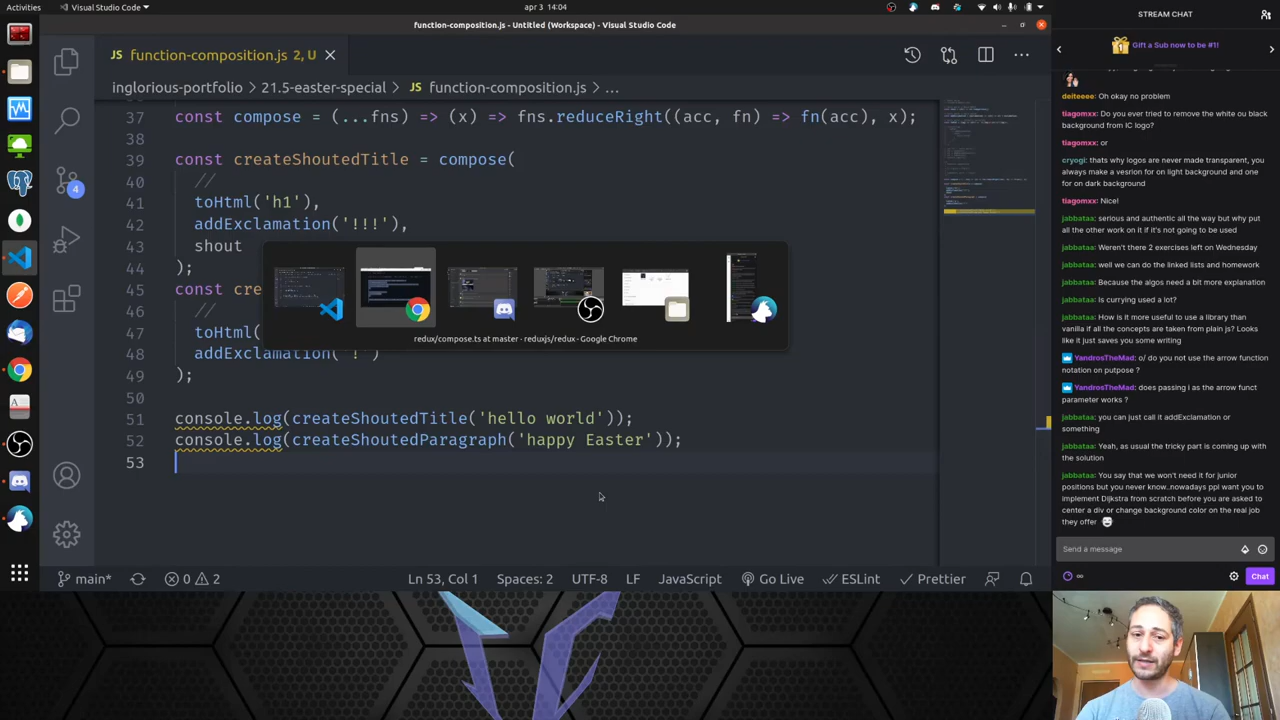 Activities
Visual Studio Code
apr 3 14:04
function-composition.js - Untitled (Workspace) - Visual Studio Code
JS function-composition.js 2, U
inglorious-portfolio > 21.5-easter-special > JS function-composition.js > ...
37 const compose = (...fns) => (x) => fns.reduceRight((acc, fn) => fn(acc), x);
38
39 const createShoutedTitle = compose(
40 //
41 toHtml('h1'),
42 addExclamation('!!!'),
43 shout
44 );
45 const cre
46
47 toHtml(
48 addExclamation('!')
49 );
50
51 console.log(createShoutedTitle('hello world'));
52 console.log(createShoutedParagraph('happy Easter'));
53
redux/compose.ts at master · reduxjs/redux - Google Chrome
4
main*
0
2
Ln 53, Col 1
Spaces: 2
UTF-8
LF
JavaScript
Go Live
ESLint
Prettier
STREAM CHAT
Gift a Sub now to be #1!
deiteeee: Oh okay no problem
tiagomxx: Do you ever tried to remove the white ou black
background from IC logo?
tiagomxx: or
cryogi: thats why logos are never made transparent, you
always make a vesrion for on light background and one
for on dark background
tiagomxx: Nice!
jabbataa: serious and authentic all the way but why put
all the other work on it if it's not going to be used
jabbataa: Weren't there 2 exercises left on Wednesday
jabbataa: well we can do the linked lists and homework
jabbataa: Because the algos need a bit more explanation
jabbataa: Is currying used a lot?
jabbataa: How is it more useful to use a library than
vanilla if all the concepts are taken from plain js? Looks
like it just saves you some writing
YandrosTheMad: o/ do you not use the arrow function
notation on putpose ?
YandrosTheMad: does passing i as the arrow funct
parameter works ?
jabbataa: you can just call it addExclamation or
something
jabbataa: Yeah, as usual the tricky part is coming up with
the solution
jabbataa: You say that we won't need it for junior
positions but you never know..nowadays ppl want you to
implement Dijkstra from scratch before you are asked to
center a div or change background color on the real job
they offer
Send a message
∞
Chat